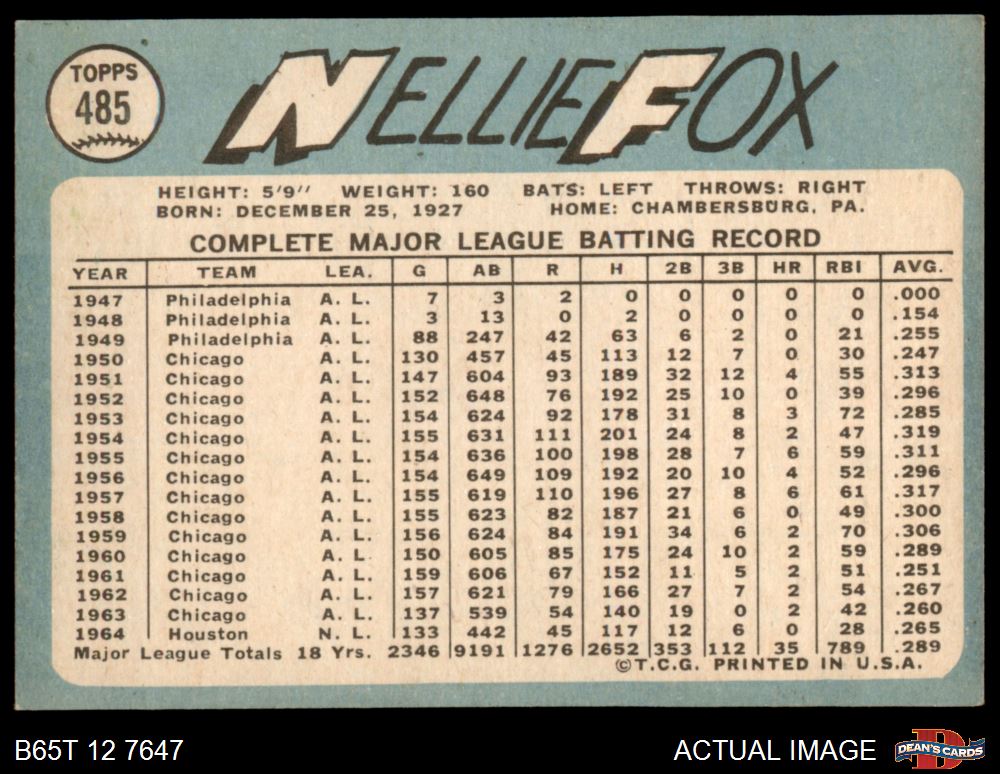 TOPPS
485
NELLIE FOX
HEIGHT: 5'9" WEIGHT: 160 BATS: LEFT THROWS: RIGHT
BORN: DECEMBER 25, 1927 HOME: CHAMBERSBURG, PA.
COMPLETE MAJOR LEAGUE BATTING RECORD
YEAR TEAM LEA. G AB R H 2B 3B HR RBI AVG.
1947 Philadelphia A. L. 7 3 2 0 0 0 0 0 .000
1948 Philadelphia A. L. 3 13 0 2 0 0 0 0 .154
1949 Philadelphia A. L. 88 247 42 63 6 2 0 21 .255
1950 Chicago A. L. 130 457 45 113 12 7 0 30 .247
1951 Chicago A. L. 147 604 93 189 32 12 4 55 .313
1952 Chicago A. L. 152 648 76 192 25 10 0 39 .296
1953 Chicago A. L. 154 624 92 178 31 8 3 72 .285
1954 Chicago A. L. 155 631 111 201 24 8 2 47 .319
1955 Chicago A. L. 154 636 100 198 28 7 6 59 .311
1956 Chicago A. L. 154 649 109 192 20 10 4 52 .296
1957 Chicago A. L. 155 619 110 196 27 8 6 61 .317
1958 Chicago A. L. 155 623 82 187 21 6 0 49 .300
1959 Chicago A. L. 156 624 84 191 34 6 2 70 .306
1960 Chicago A. L. 150 605 85 175 24 10 2 59 .289
1961 Chicago A. L. 159 606 67 152 11 5 2 51 .251
1962 Chicago A. L. 157 621 79 166 27 7 2 54 .267
1963 Chicago A. L. 137 539 54 140 19 0 2 42 .260
1964 Houston N. L. 133 442 45 117 12 6 0 28 .265
Major League Totals 18 Yrs. 2346 9191 1276 2652 353 112 35 789 .289
©T.C.G. PRINTED IN U.S.A.
B65T 12 7647 ACTUAL IMAGE DEAN'S CARDS